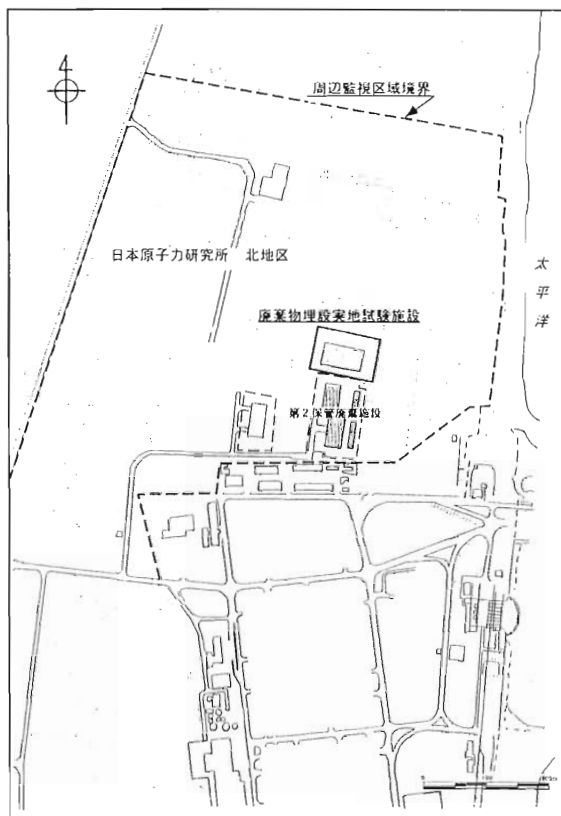 周辺監視区域境界
日本原子力研究所 北地区
太平洋
廃棄物埋設実地試験施設
第2保管廃棄施設